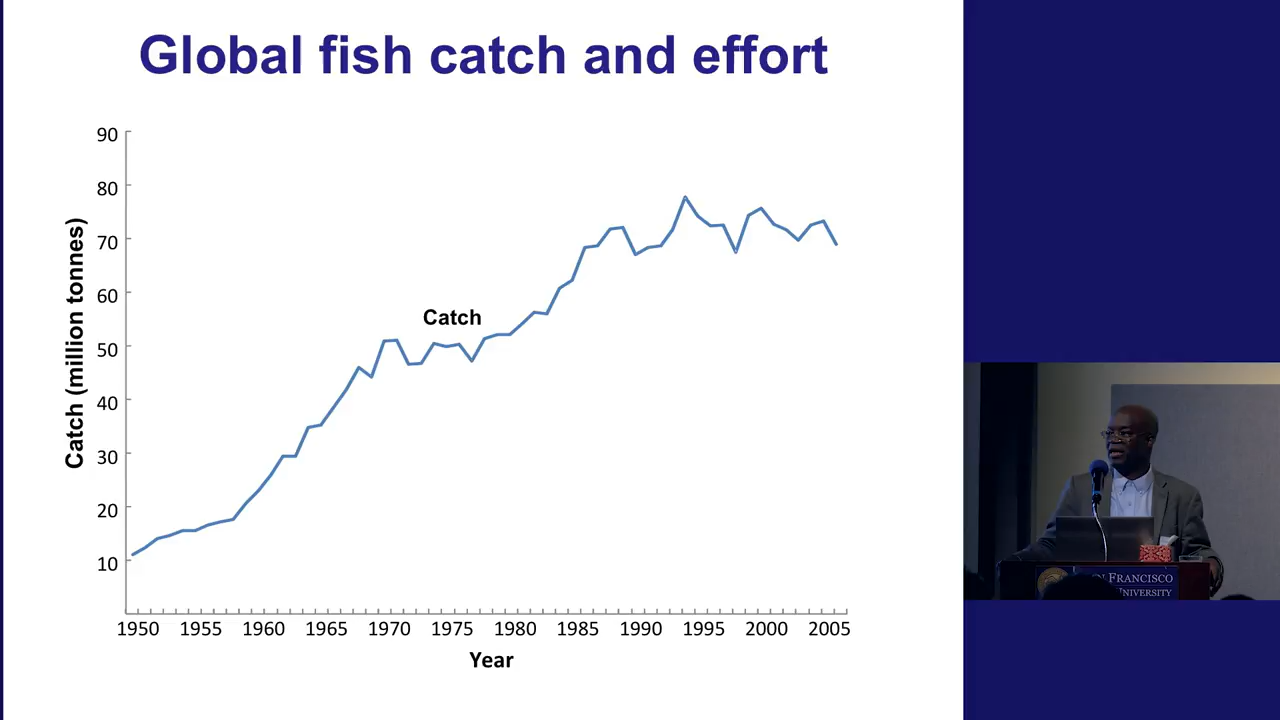 Global fish catch and effort
90
80
70
60
50
40
30
20
10
Catch (million tonnes)
Catch
1950 1955 1960 1965 1970 1975 1980 1985 1990 1995 2000 2005
Year
FRANCISCO
UNIVERSITY